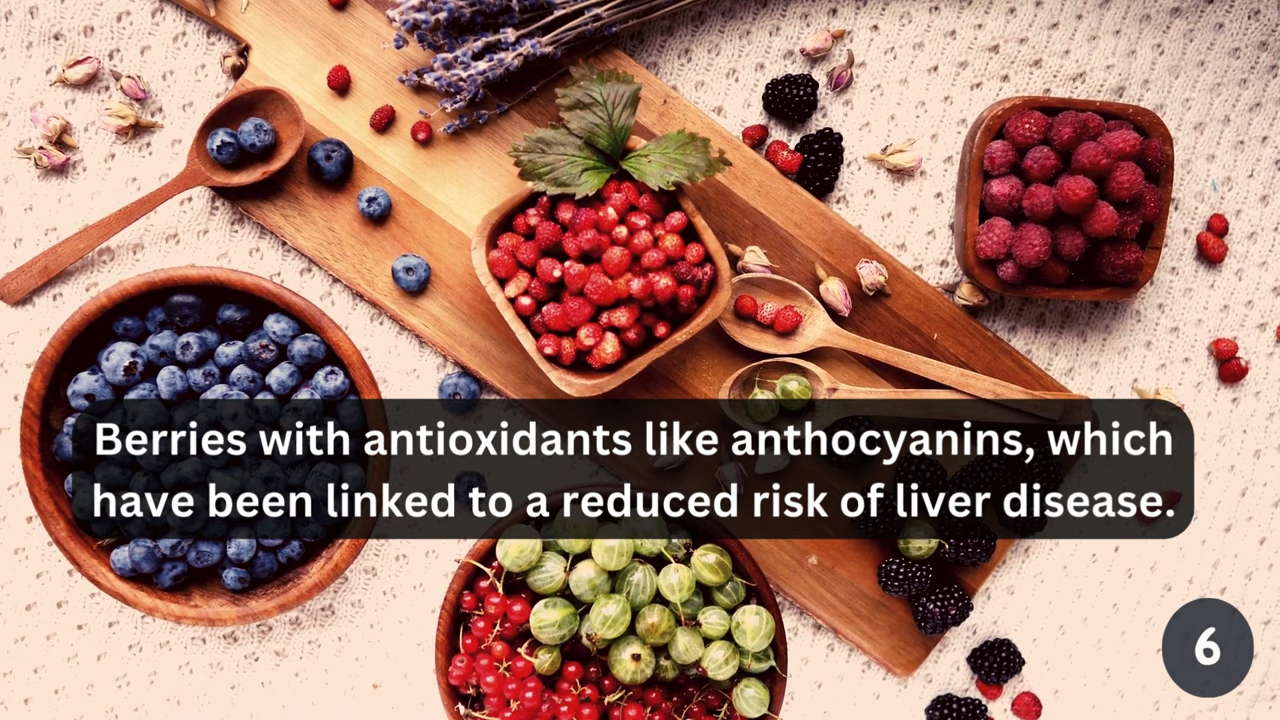 Berries with antioxidants like anthocyanins, which
have been linked to a reduced risk of liver disease.
6